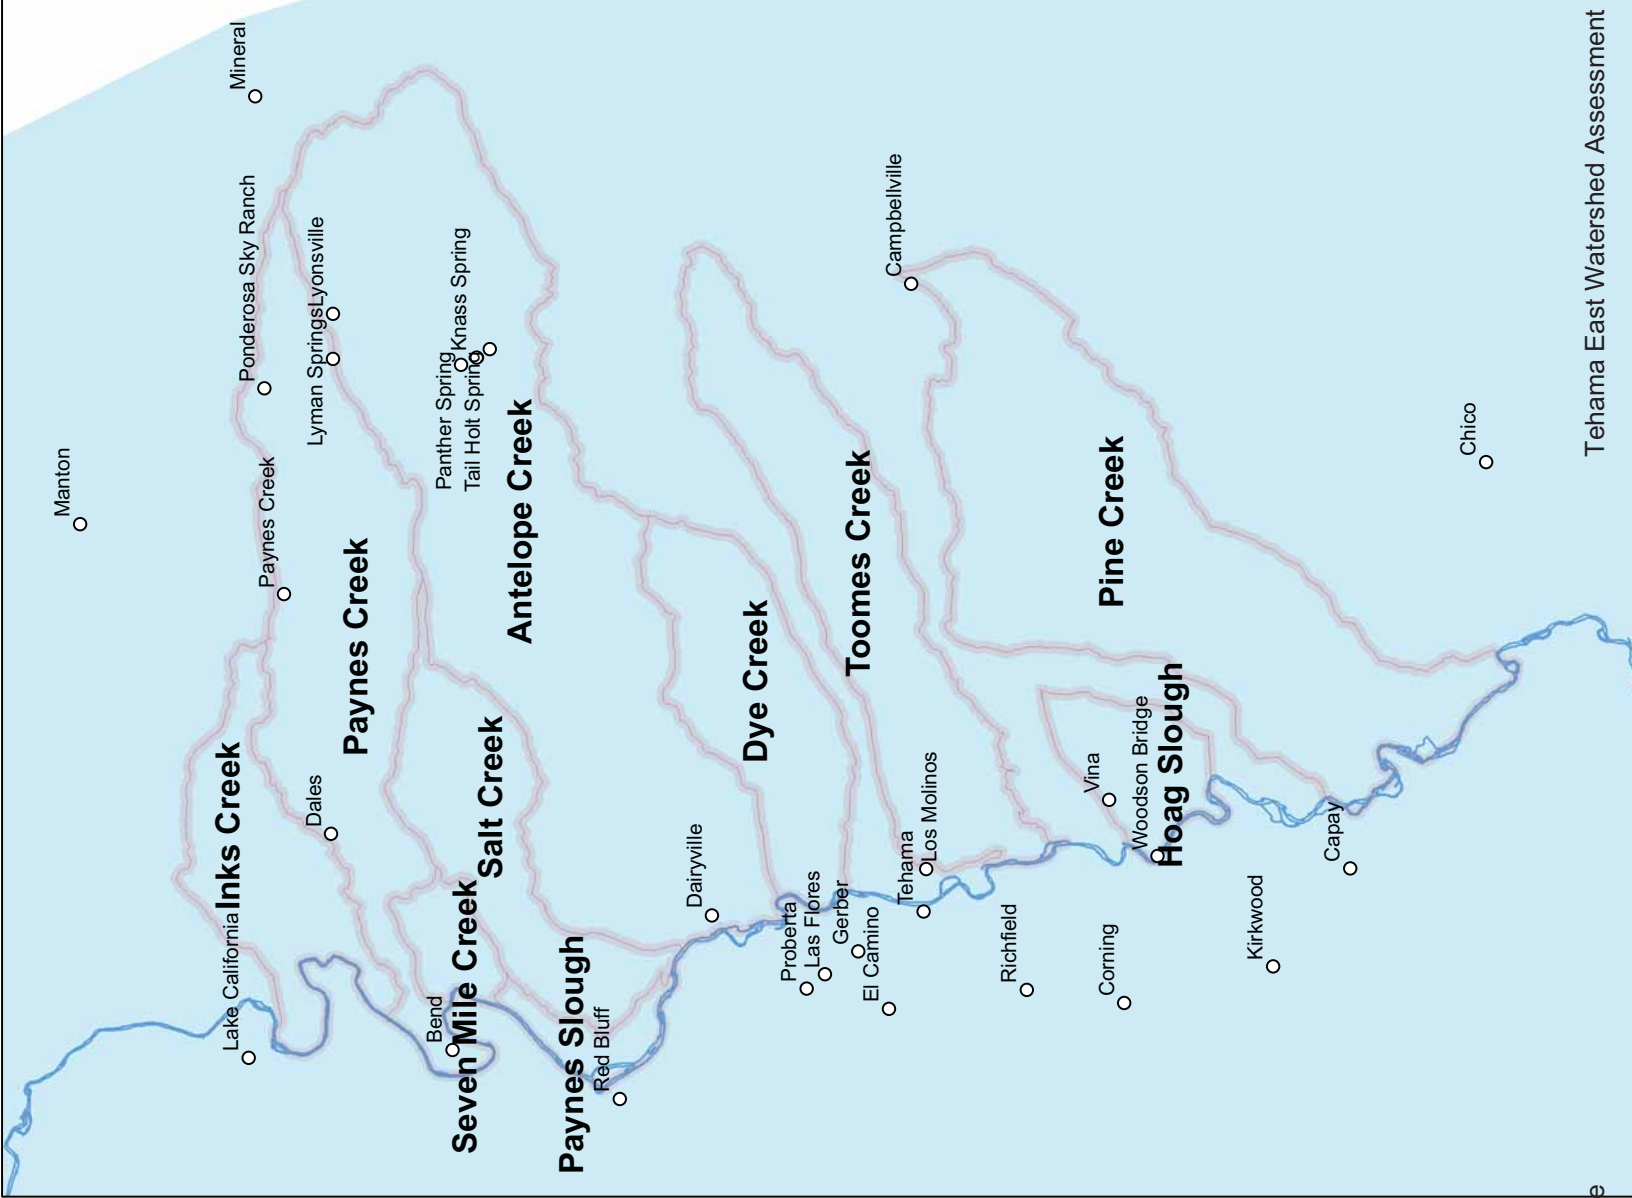 Mineral
Manton
Ponderosa Sky Ranch
Paynes Creek
Lyonsville
Lyman Springs
Knass Spring
Panther Spring
Tail Holt Spring
Campbellville
Chico
Paynes Creek
Antelope Creek
Toomes Creek
Pine Creek
Dye Creek
Inks Creek
Salt Creek
Hoag Slough
Seven Mile Creek
Paynes Slough
Dales
Lake California
Bend
Red Bluff
Dairyville
Proberta
Las Flores
Gerber
El Camino
Tehama
Los Molinos
Vina
Woodson Bridge
Richfield
Corning
Kirkwood
Capay
Tehama East Watershed Assessment
e